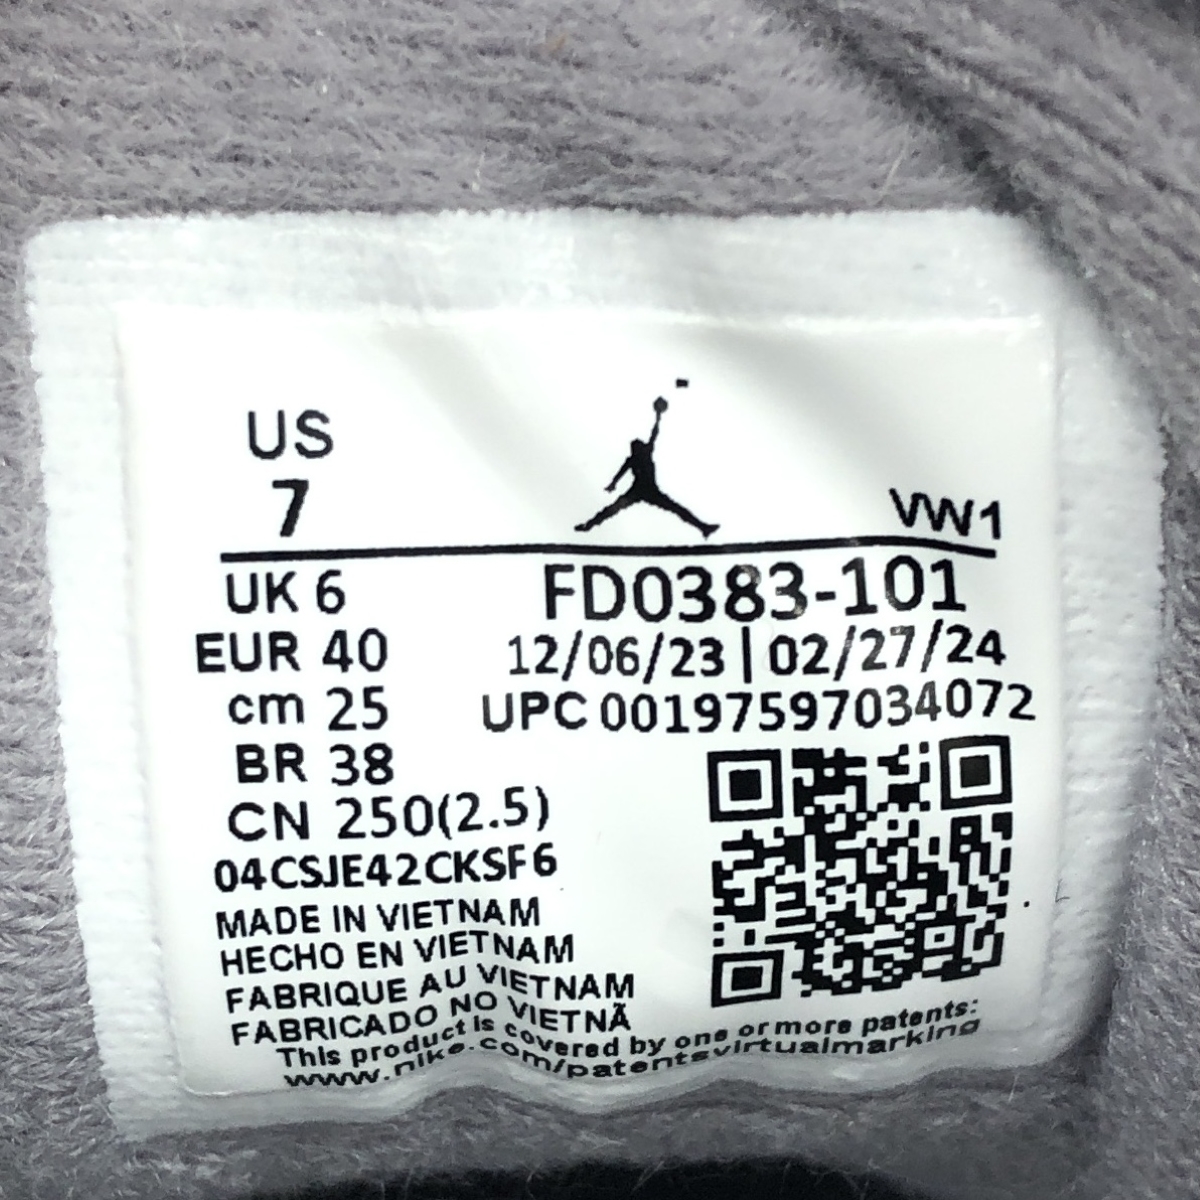 US
7
VW1
UK 6
FD0383-101
EUR 40
12/06/23 | 02/27/24
cm 25
UPC 00197597034072
BR 38
CN 250(2.5)
04CSJE42CKSF6
MADE IN VIETNAM
HECHO EN VIETNAM
FABRIQUE AU VIETNAM
FABRICADO NO VIETNÃ
This product is covered by one or more patents:
www.nike.com/patentsvirtualmarking